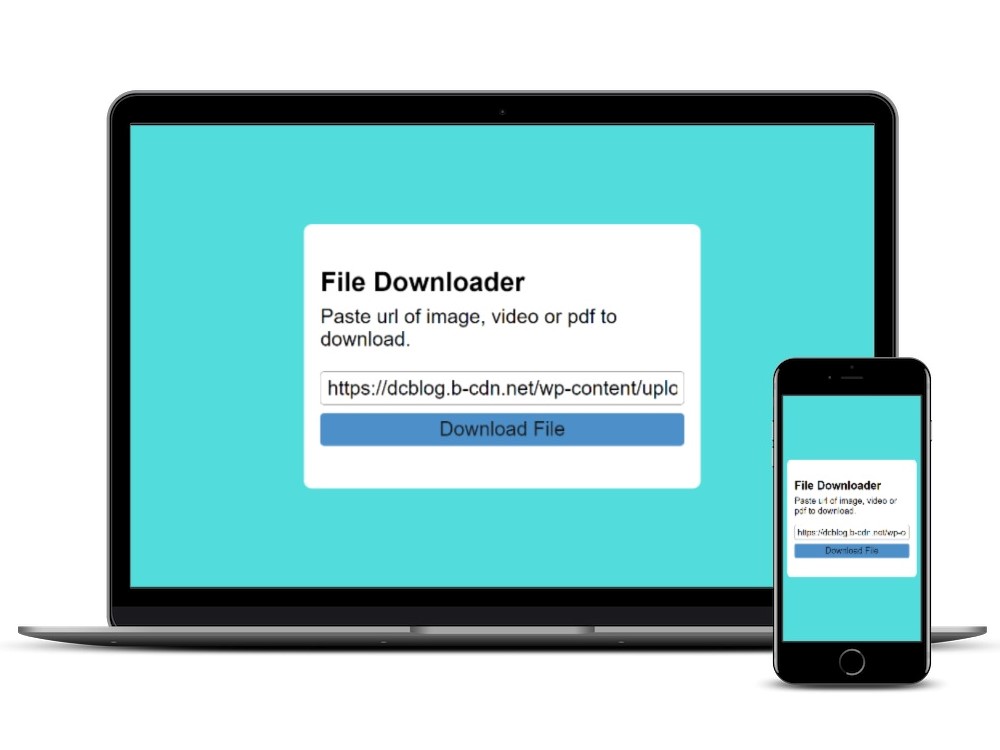 File Downloader
Paste url of image, video or pdf to
download.
https://dcblog.b-cdn.net/wp-content/uplo
Download File
File Downloader
Paste url of image, video or
pdf to download.
https://dcblog.b-cdn.net/wp-o
Download File